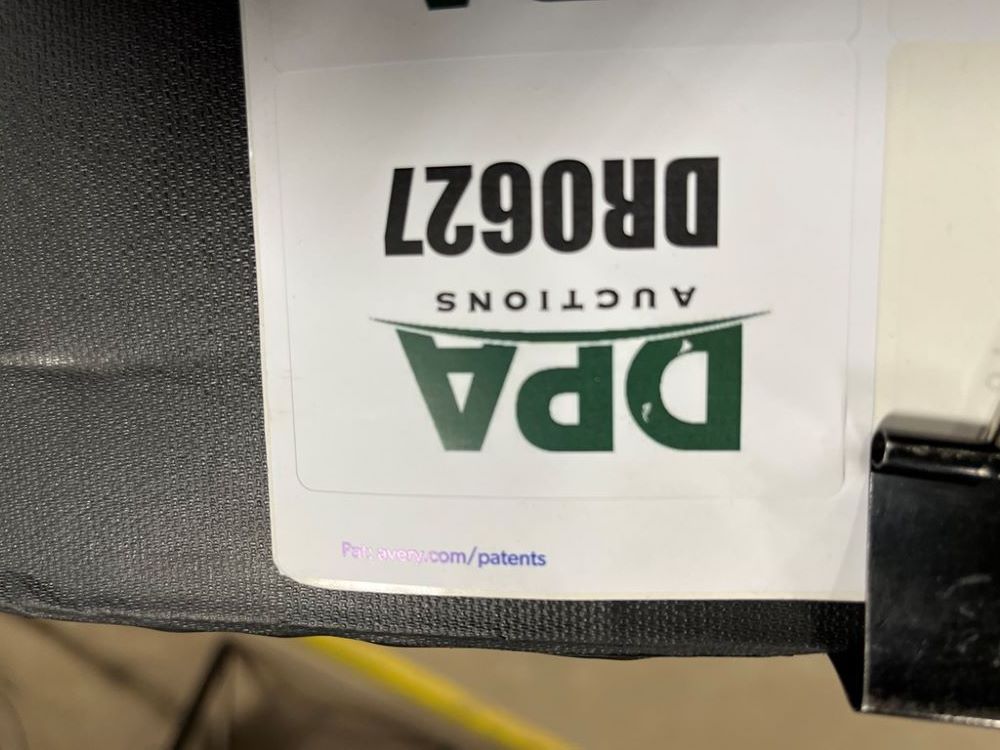 DPA
AUCTIONS
DR0627
Pat: avery.com/patents